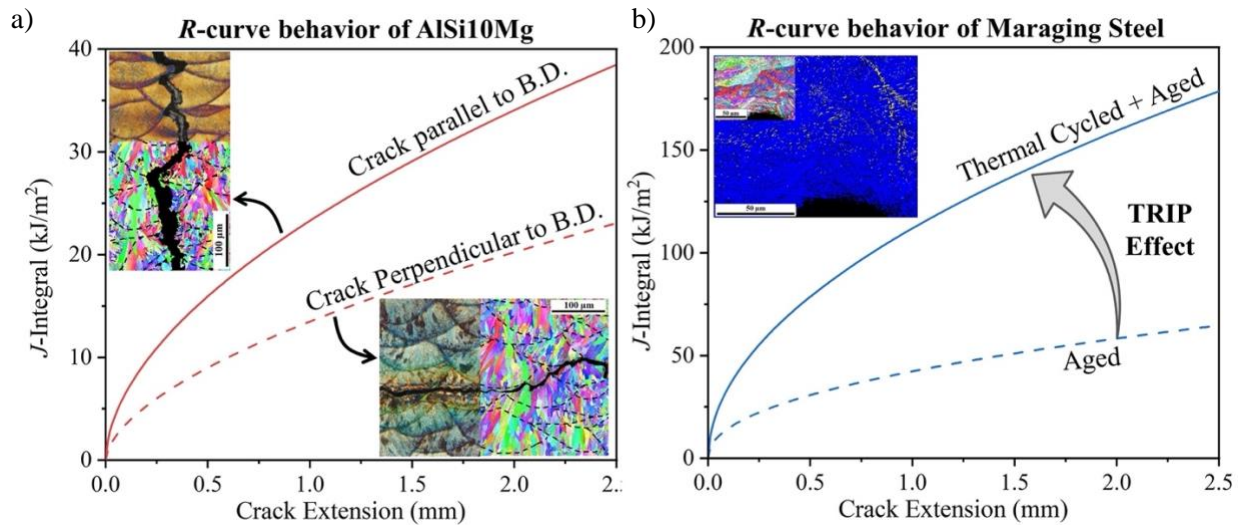 a)
R-curve behavior of AlSi10Mg
40
30
20
10
0
J-Integral (kJ/m²)
100 µm
Crack parallel to B.D.
Crack Perpendicular to B.D.
100 µm
0.0
0.5
1.0
1.5
2.0
2.5
Crack Extension (mm)
b)
R-curve behavior of Maraging Steel
200
150
100
50
0
J-Integral (kJ/m²)
50 µm
50 µm
Thermal Cycled + Aged
TRIP
Effect
Aged
0.0
0.5
1.0
1.5
2.0
2.5
Crack Extension (mm)